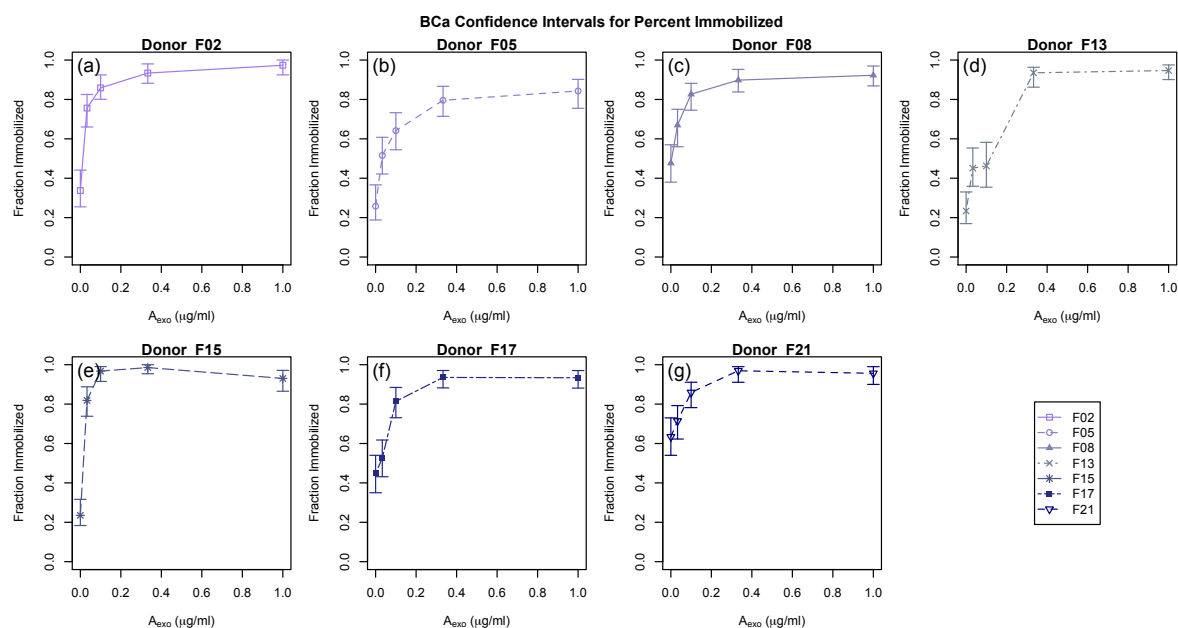 BCa Confidence Intervals for Percent Immobilized
Donor F02
(a)
Fraction Immobilized
0.0 0.2 0.4 0.6 0.8 1.0
0.0 0.2 0.4 0.6 0.8 1.0
Aexo (μg/ml)
Donor F05
(b)
Fraction Immobilized
0.0 0.2 0.4 0.6 0.8 1.0
0.0 0.2 0.4 0.6 0.8 1.0
Aexo (μg/ml)
Donor F08
(c)
Fraction Immobilized
0.0 0.2 0.4 0.6 0.8 1.0
0.0 0.2 0.4 0.6 0.8 1.0
Aexo (μg/ml)
Donor F13
(d)
Fraction Immobilized
0.0 0.2 0.4 0.6 0.8 1.0
0.0 0.2 0.4 0.6 0.8 1.0
Aexo (μg/ml)
Donor F15
(e)
Fraction Immobilized
0.0 0.2 0.4 0.6 0.8 1.0
0.0 0.2 0.4 0.6 0.8 1.0
Aexo (μg/ml)
Donor F17
(f)
Fraction Immobilized
0.0 0.2 0.4 0.6 0.8 1.0
0.0 0.2 0.4 0.6 0.8 1.0
Aexo (μg/ml)
Donor F21
(g)
Fraction Immobilized
0.0 0.2 0.4 0.6 0.8 1.0
0.0 0.2 0.4 0.6 0.8 1.0
Aexo (μg/ml)
F02
F05
F08
F13
F15
F17
F21